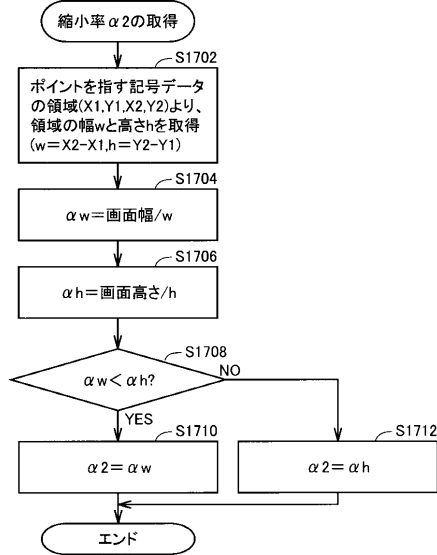 縮小率α2の取得
S1702
ポイントを指す記号データ
の領域(X1,Y1,X2,Y2)より、
領域の幅wと高さhを取得
(w=X2-X1,h=Y2-Y1)
S1704
αw=画面幅/w
S1706
αh=画面高さ/h
S1708
αw<αh?
NO
YES
S1710
α2=αw
S1712
α2=αh
エンド